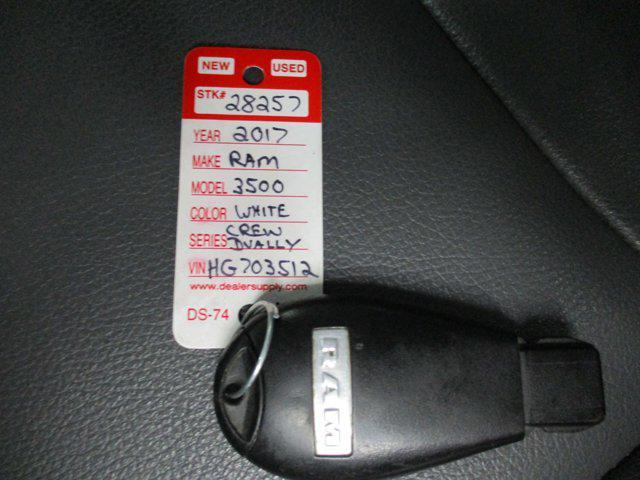 NEW USED
STK# 28257
YEAR 2017
MAKE RAM
MODEL 3500
COLOR WHITE
SERIES CREW
DUALLY
VIN HG703512
www.dealersupply.com
DS-74
RAM